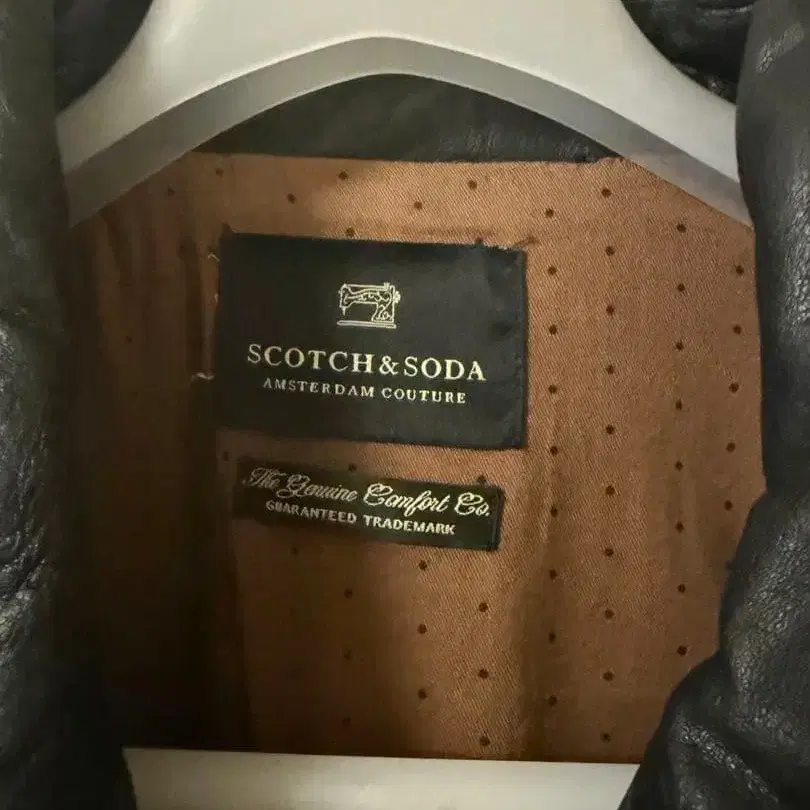 SCOTCH & SODA
AMSTERDAM COUTURE
The Genuine Comfort Co.
GUARANTEED TRADEMARK